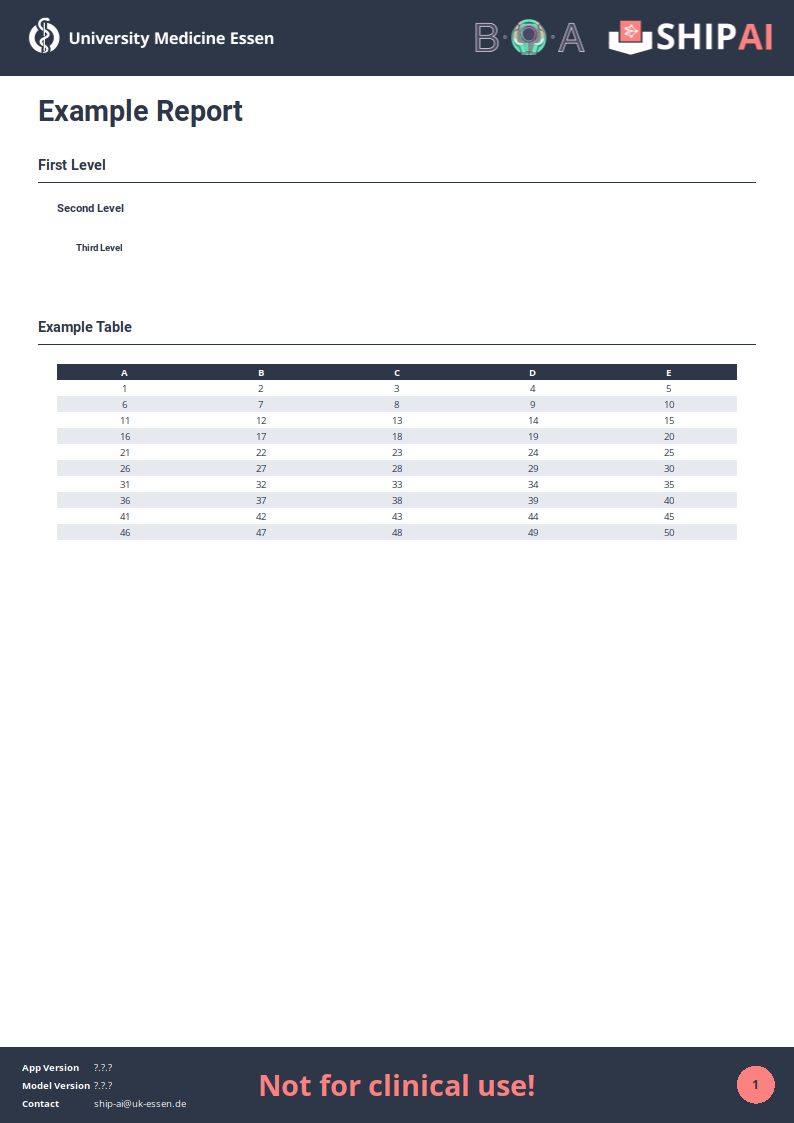 University Medicine Essen B·O·A SHIPAI
Example Report
First Level
Second Level
Third Level
Example Table
A B C D E
1 2 3 4 5
6 7 8 9 10
11 12 13 14 15
16 17 18 19 20
21 22 23 24 25
26 27 28 29 30
31 32 33 34 35
36 37 38 39 40
41 42 43 44 45
46 47 48 49 50
App Version ?.?.?
Model Version ?.?.?
Contact ship-ai@uk-essen.de
Not for clinical use!
1